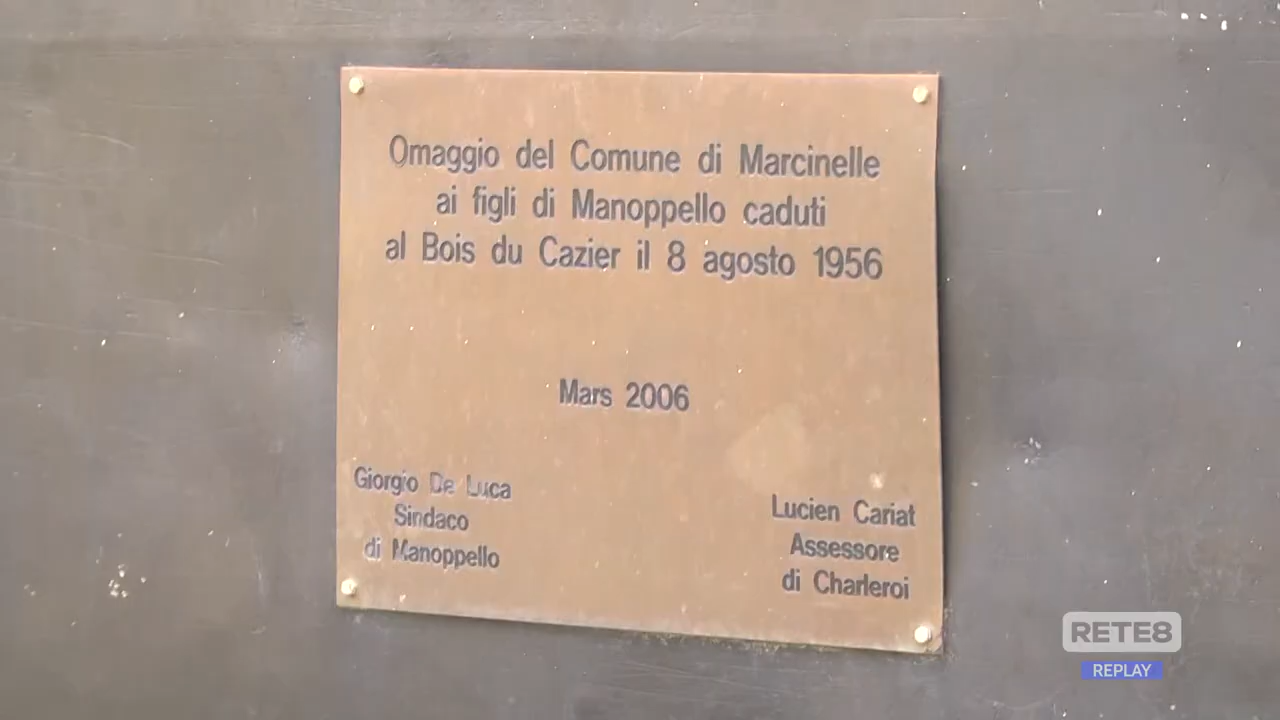 Omaggio del Comune di Marcinelle
ai figli di Manoppello caduti
al Bois du Cazier il 8 agosto 1956
Mars 2006
Giorgio De Luca
Sindaco
di Manoppello
Lucien Cariat
Assessore
di Charleroi
RETE8
REPLAY